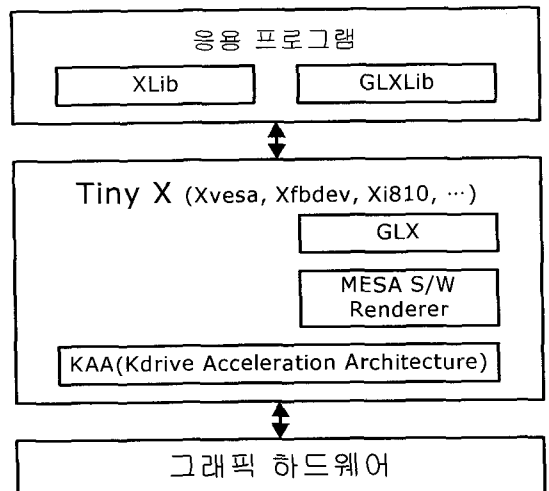 응용 프로그램
XLib
GLXLib
Tiny X (Xvesa, Xfbdev, Xi810, …)
GLX
MESA S/W
Renderer
KAA(Kdrive Acceleration Architecture)
그래픽 하드웨어